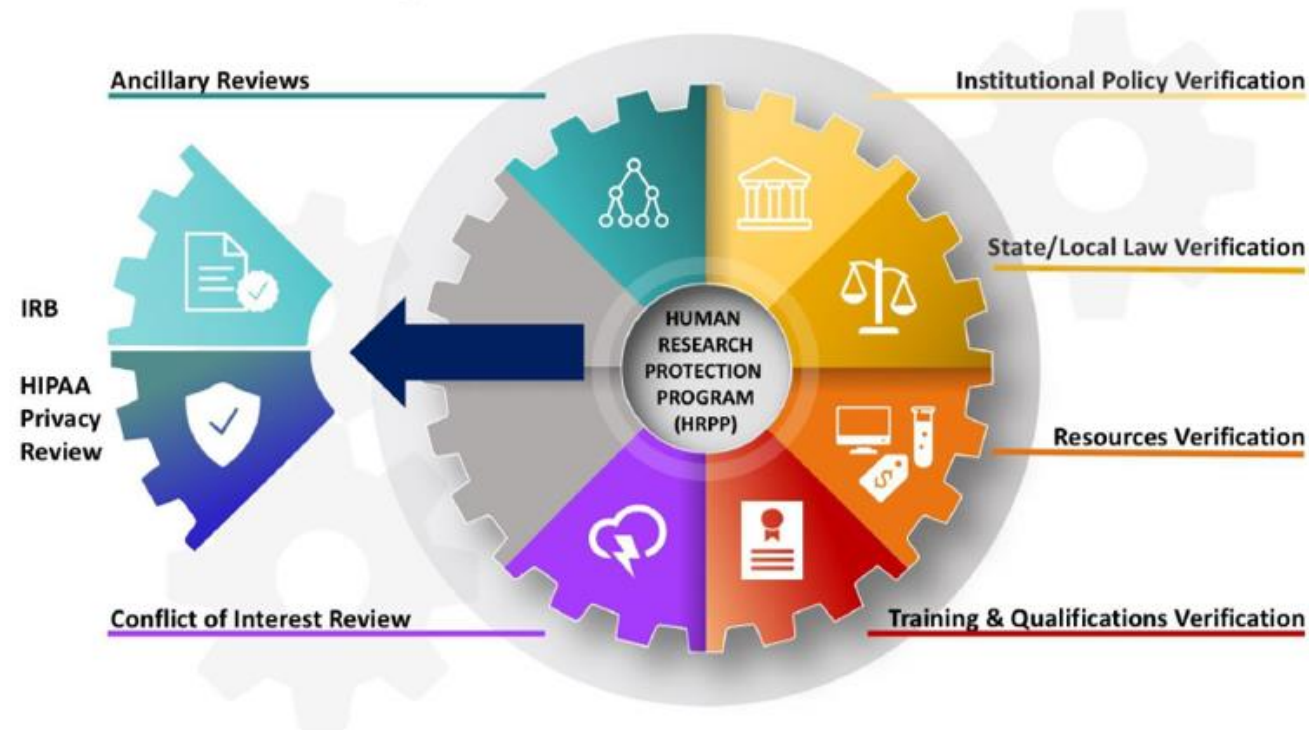 Ancillary Reviews
Institutional Policy Verification
State/Local Law Verification
IRB
HIPAA
Privacy
Review
HUMAN
RESEARCH
PROTECTION
PROGRAM
(HRPP)
Resources Verification
$
Conflict of Interest Review
Training & Qualifications Verification